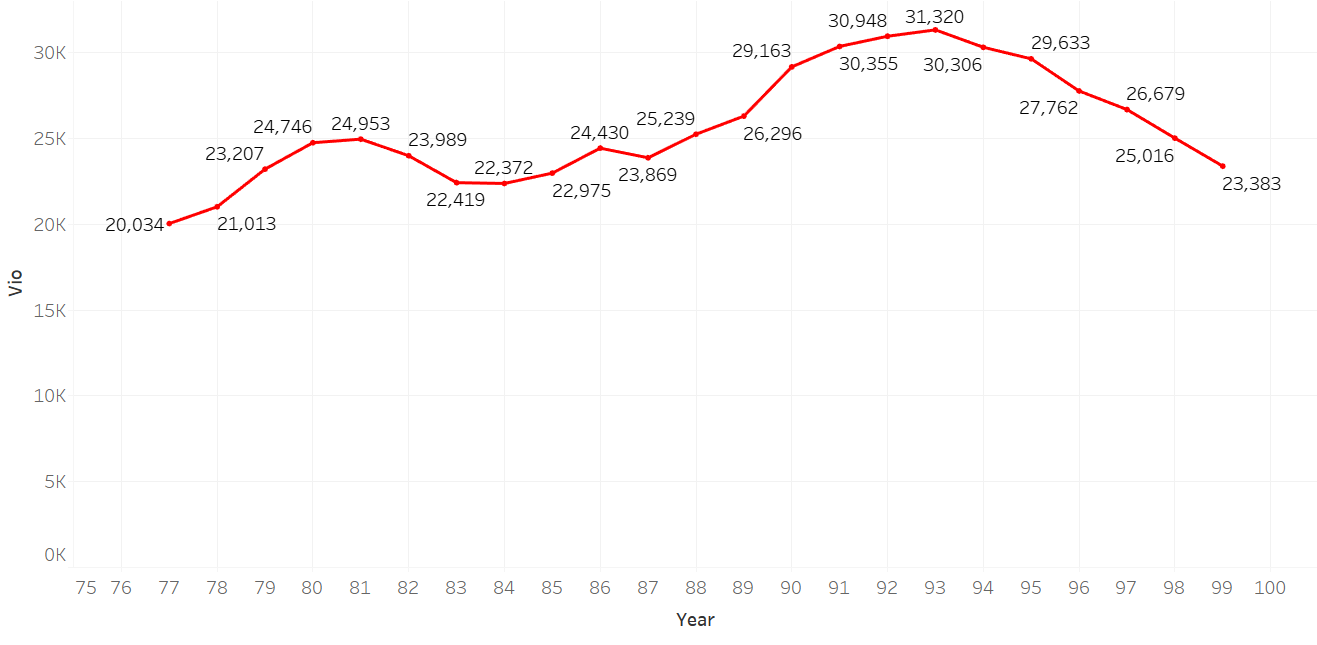 30,948 31,320
29,163 29,633
30K
30,355 30,306
27,762 26,679
24,746 24,953 25,239
25K
23,989 24,430 26,296
23,207 25,016
22,372 23,869
22,419 22,975 23,383
20K
20,034 21,013
15K
10K
5K
0K
Vio
75 76 77 78 79 80 81 82 83 84 85 86 87 88 89 90 91 92 93 94 95 96 97 98 99 100
Year